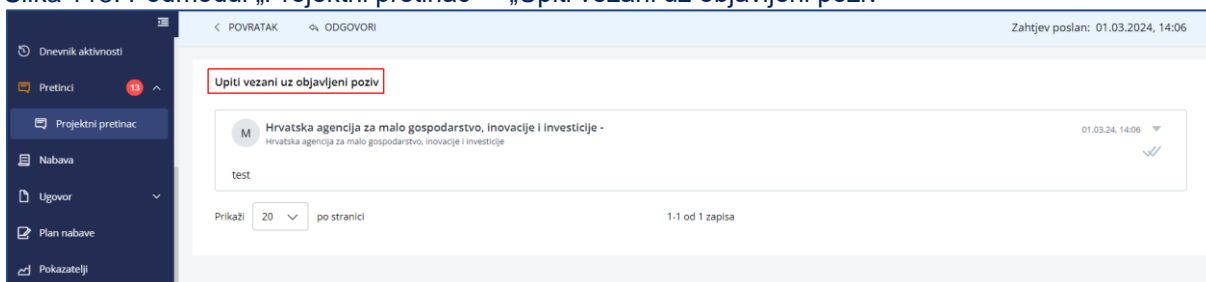 Slika 118. Podmodul „Projektni pretinac“ – „Upiti vezani uz objavljeni poziv“
POVRATAK ODGOVORI Zahtjev poslan: 01.03.2024, 14:06
Dnevnik aktivnosti
Pretinci 13
Projektni pretinac
Nabava
Ugovor
Plan nabave
Pokazatelji
Upiti vezani uz objavljeni poziv
M Hrvatska agencija za malo gospodarstvo, inovacije i investicije - 01.03.24, 14:06
Hrvatska agencija za malo gospodarstvo, inovacije i investicije
test
Prikaži 20 po stranici 1-1 od 1 zapisa